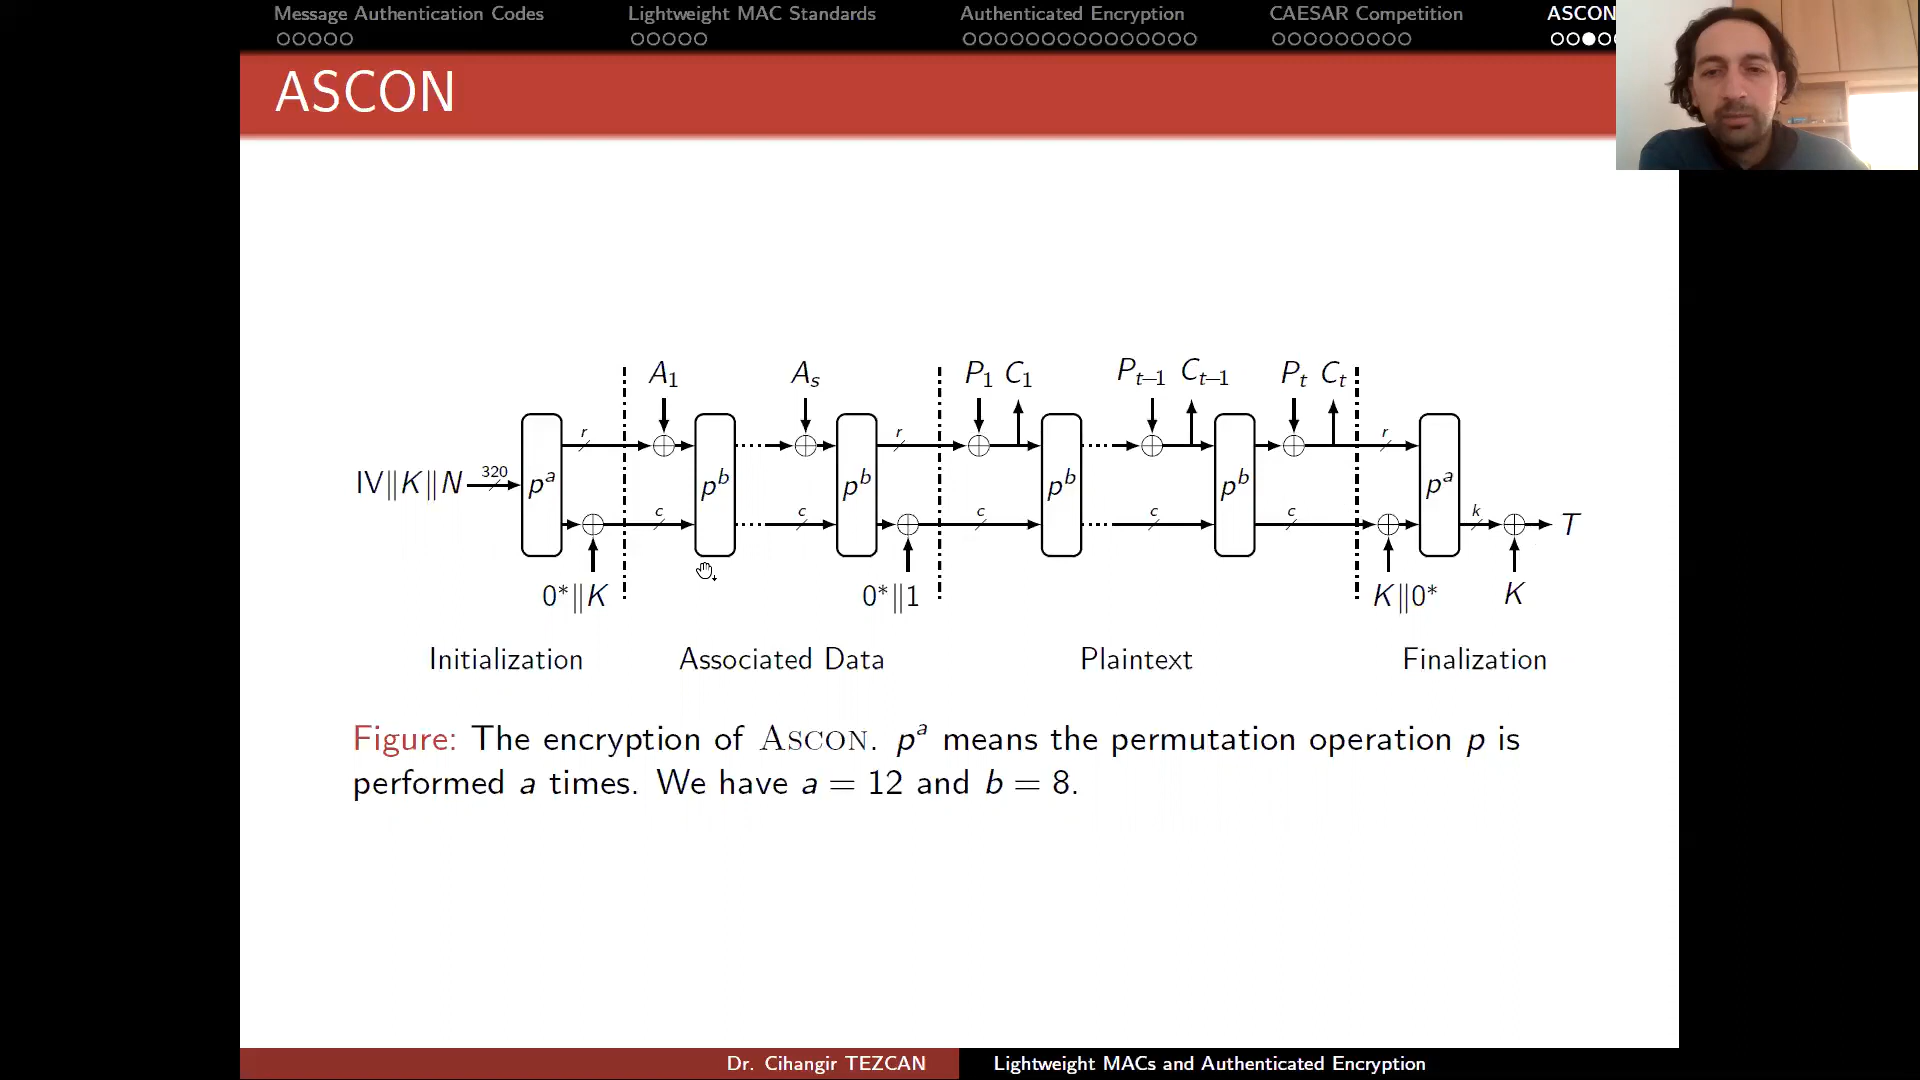 Message Authentication Codes Lightweight MAC Standards Authenticated Encryption CAESAR Competition ASCON
ASCON
A₁ Aₛ P₁ C₁ Pₜ₋₁ Cₜ₋₁ Pₜ Cₜ
r r r
IV‖K‖N 320 pᵃ pᵇ pᵇ pᵇ pᵇ pᵃ
c c c c c k T
0*‖K 0*‖1 K‖0* K
Initialization Associated Data Plaintext Finalization
Figure: The encryption of ASCON. pᵃ means the permutation operation p is
performed a times. We have a = 12 and b = 8.
Dr. Cihangir TEZCAN Lightweight MACs and Authenticated Encryption